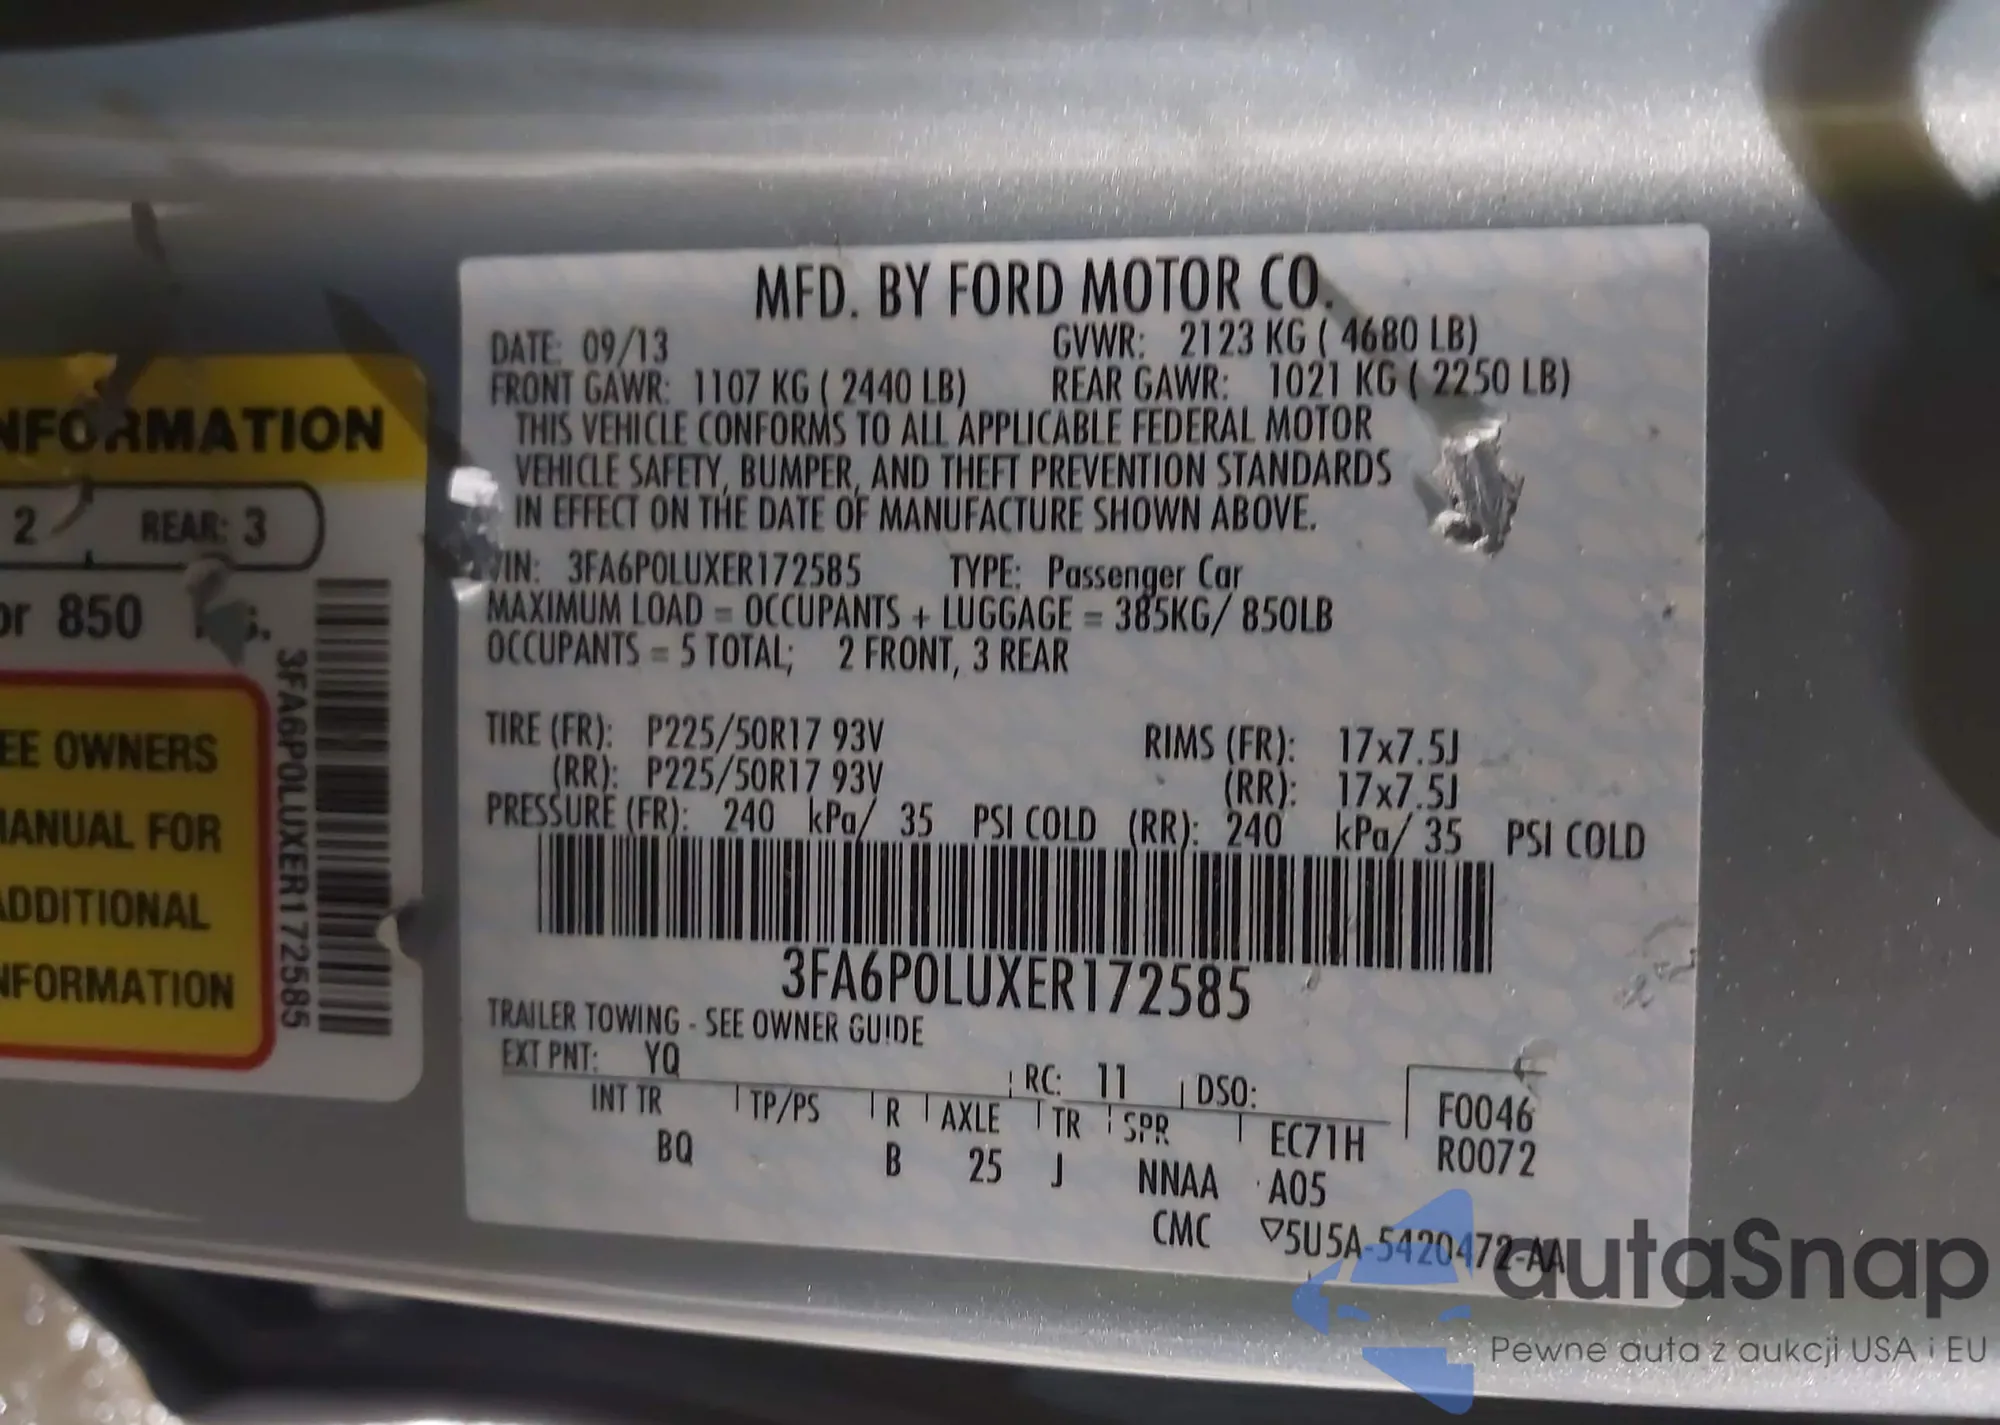 MFD. BY FORD MOTOR CO.
DATE: 09/13 GVWR: 2123 KG ( 4680 LB)
FRONT GAWR: 1107 KG ( 2440 LB) REAR GAWR: 1021 KG ( 2250 LB)
THIS VEHICLE CONFORMS TO ALL APPLICABLE FEDERAL MOTOR
VEHICLE SAFETY, BUMPER, AND THEFT PREVENTION STANDARDS
IN EFFECT ON THE DATE OF MANUFACTURE SHOWN ABOVE.
VIN: 3FA6P0LUXER172585 TYPE: Passenger Car
MAXIMUM LOAD = OCCUPANTS + LUGGAGE = 385KG/ 850LB
OCCUPANTS = 5 TOTAL; 2 FRONT, 3 REAR
TIRE (FR): P225/50R17 93V RIMS (FR): 17x7.5J
(RR): P225/50R17 93V (RR): 17x7.5J
PRESSURE (FR): 240 kPa/ 35 PSI COLD (RR): 240 kPa/ 35 PSI COLD
3FA6P0LUXER172585
TRAILER TOWING - SEE OWNER GUIDE
EXT PNT: YQ RC: 11 DSO:
INT TR TP/PS R AXLE TR SPR EC71H F0046
BQ B 25 J NNAA A05 R0072
CMC ▽5U5A-5420472-AA
NFORMATION
2 REAR: 3
or 850
EE OWNERS
ANUAL FOR
ADDITIONAL
NFORMATION
3FA6P0LUXER172585
autaSnap
Pewne auta z aukcji USA i EU